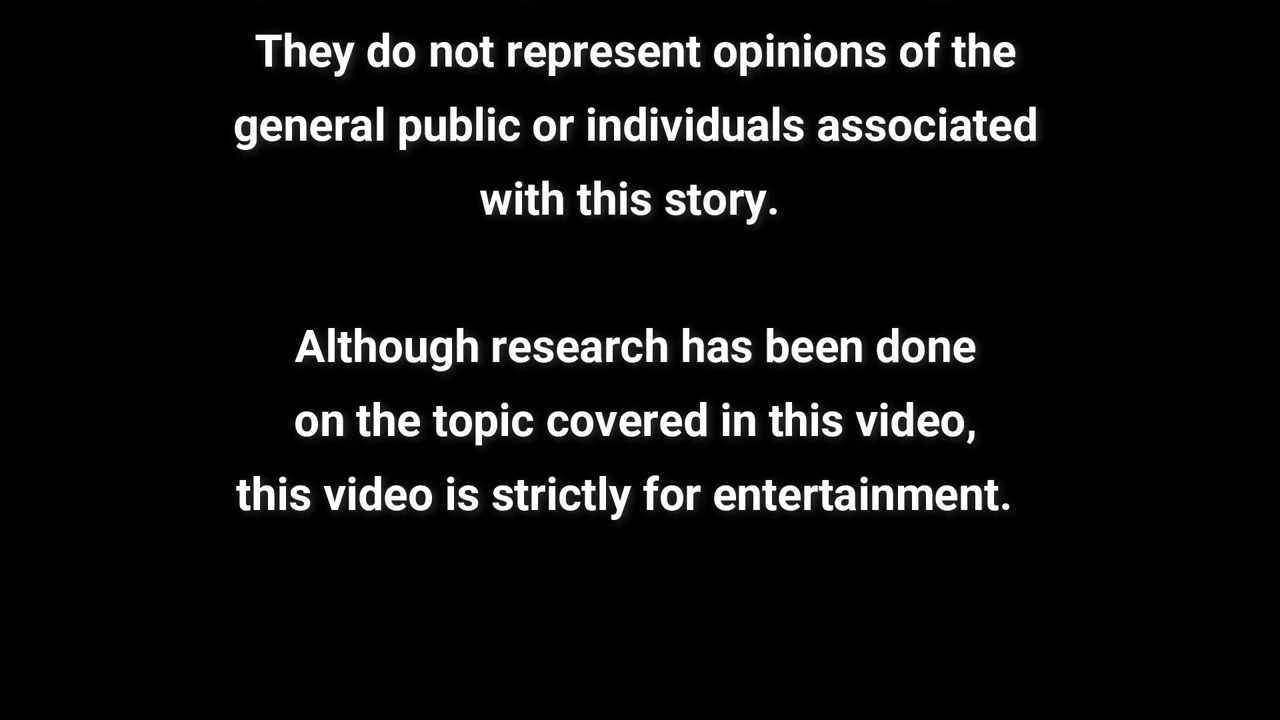 They do not represent opinions of the
general public or individuals associated
with this story.
Although research has been done
on the topic covered in this video,
this video is strictly for entertainment.